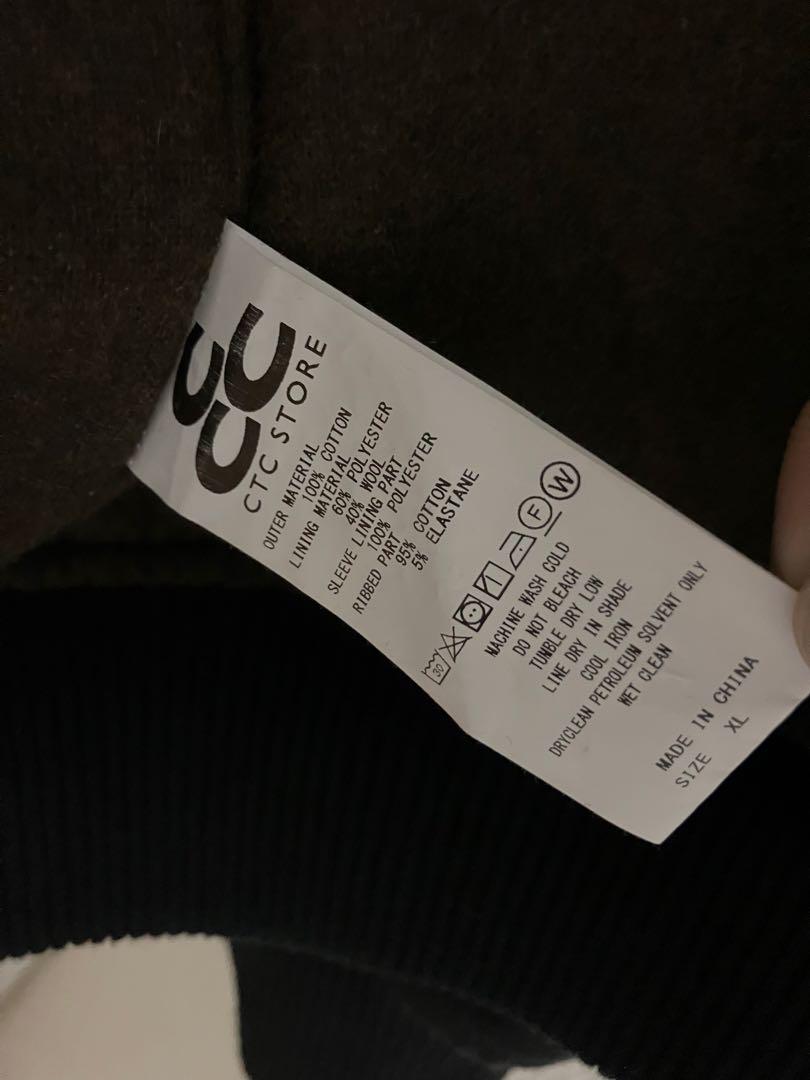 CTC STORE
OUTER MATERIAL
100% COTTON
LINING MATERIAL
60% POLYESTER
40% WOOL
SLEEVE LINING PART
100% POLYESTER
RIBBED PART
95% COTTON
5% ELASTANE
30 F W
MACHINE WASH COLD
DO NOT BLEACH
TUMBLE DRY LOW
LINE DRY IN SHADE
COOL IRON
DRYCLEAN PETROLEUM SOLVENT ONLY
WET CLEAN
MADE IN CHINA
SIZE XL